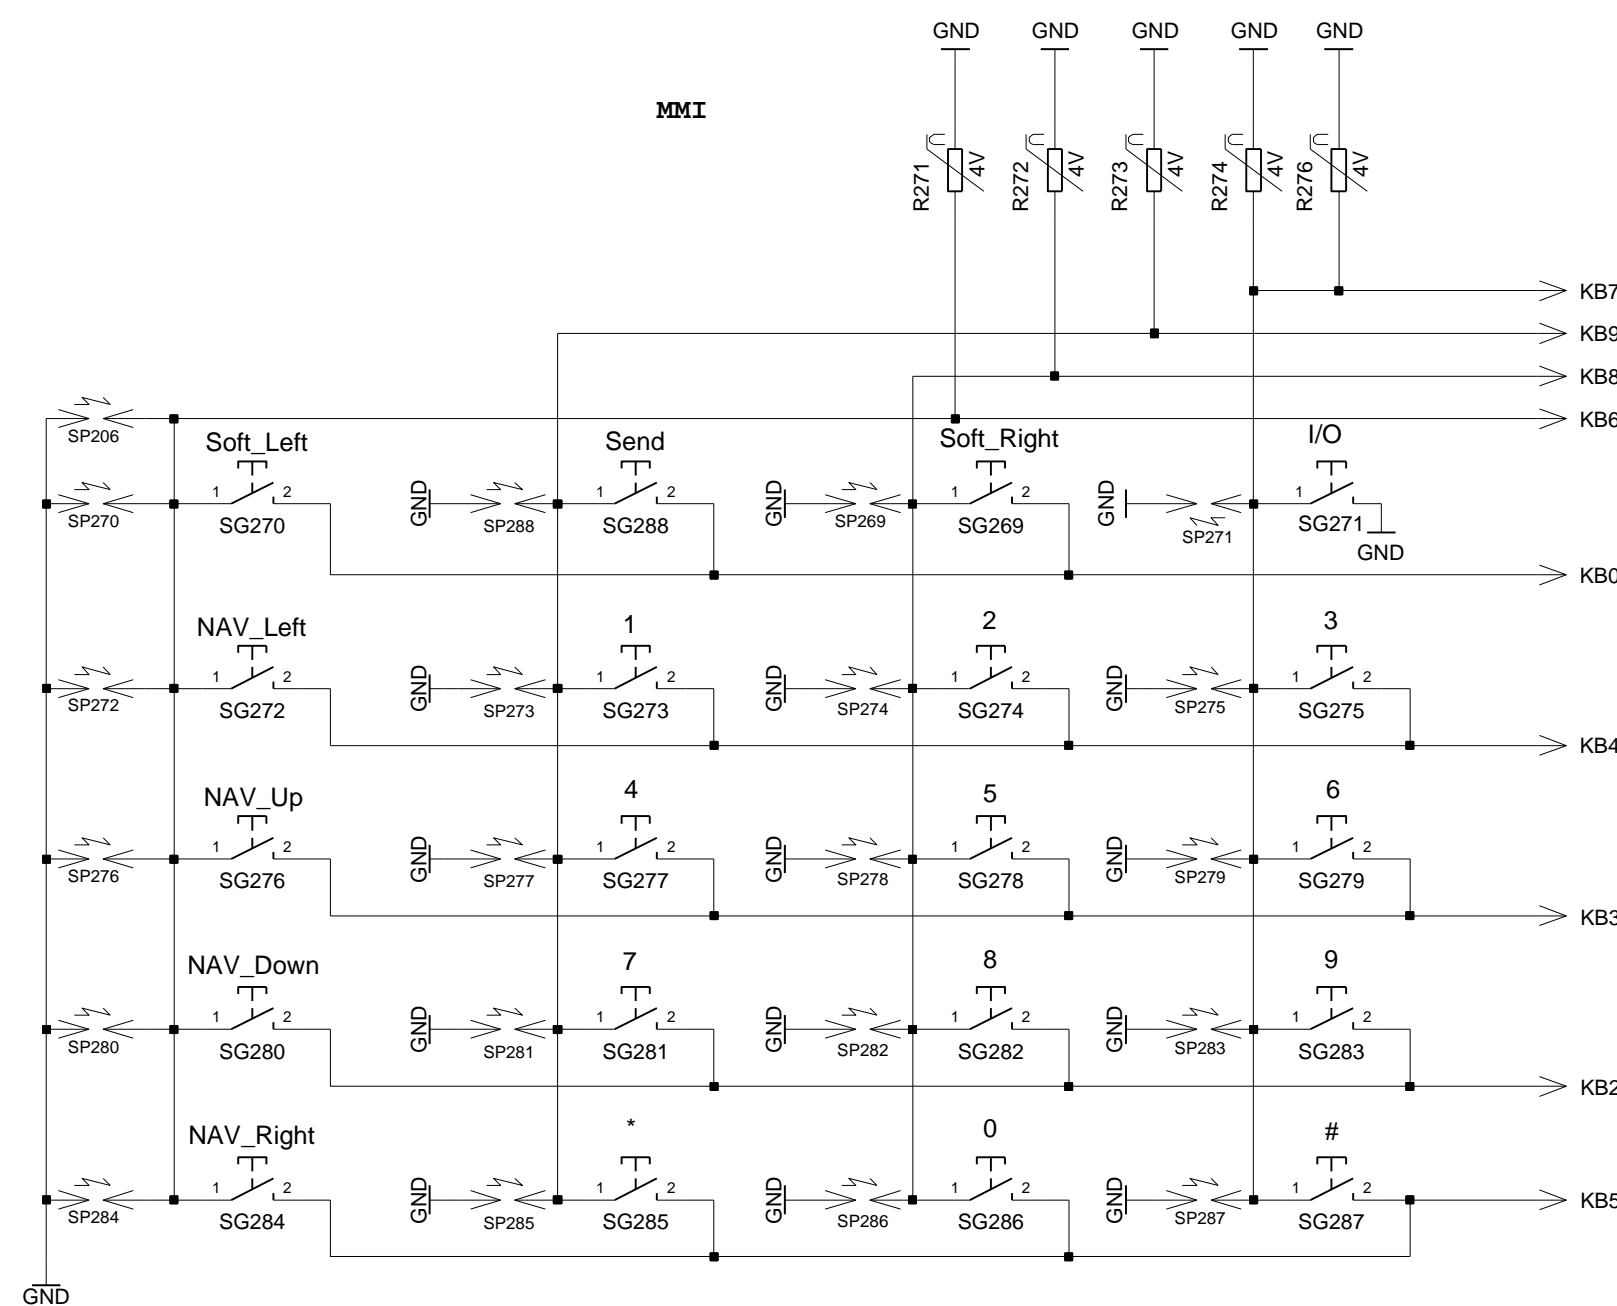 GND GND GND GND GND
MMI
R271 4V R272 4V R273 4V R274 4V R276 4V
KB7
KB9
KB8
KB6
SP206
Soft_Left Send Soft_Right I/O
SP270 1 2 SG270 GND SP288 1 2 SG288 GND SP269 1 2 SG269 GND SP271 1 2 SG271 GND
KB0
NAV_Left 1 2 3
SP272 1 2 SG272 GND SP273 1 2 SG273 GND SP274 1 2 SG274 GND SP275 1 2 SG275
KB4
NAV_Up 4 5 6
SP276 1 2 SG276 GND SP277 1 2 SG277 GND SP278 1 2 SG278 GND SP279 1 2 SG279
KB3
NAV_Down 7 8 9
SP280 1 2 SG280 GND SP281 1 2 SG281 GND SP282 1 2 SG282 GND SP283 1 2 SG283
KB2
NAV_Right * 0 #
SP284 1 2 SG284 GND SP285 1 2 SG285 GND SP286 1 2 SG286 GND SP287 1 2 SG287
KB5
GND